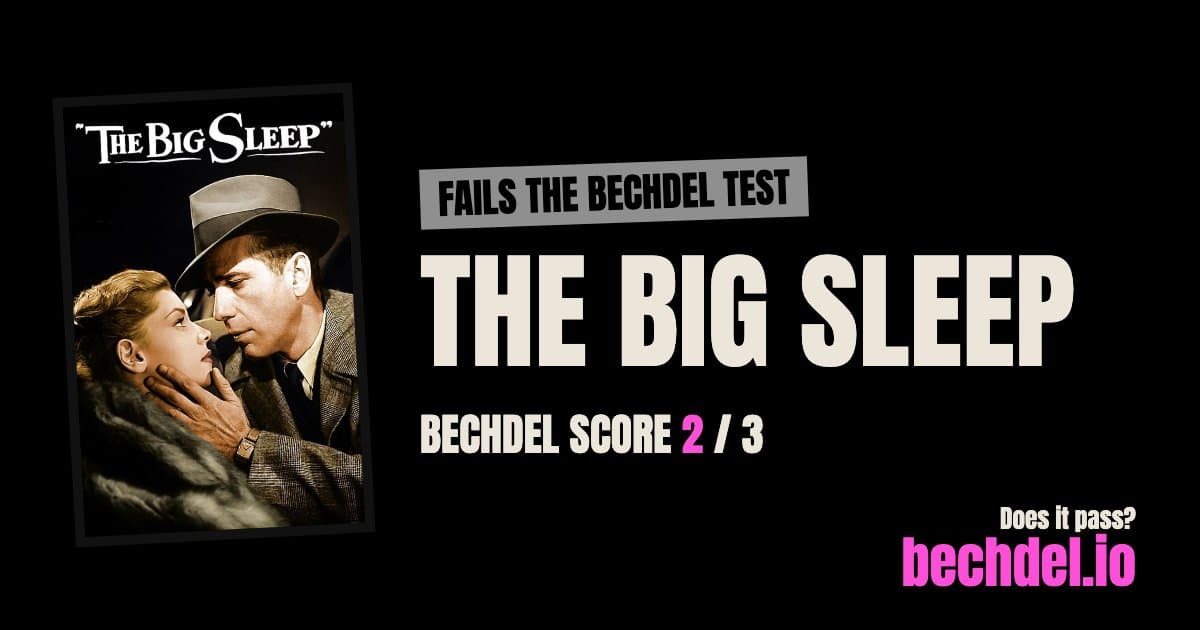 "THE BIG SLEEP"
FAILS THE BECHDEL TEST
THE BIG SLEEP
BECHDEL SCORE 2 / 3
Does it pass?
bechdel.io